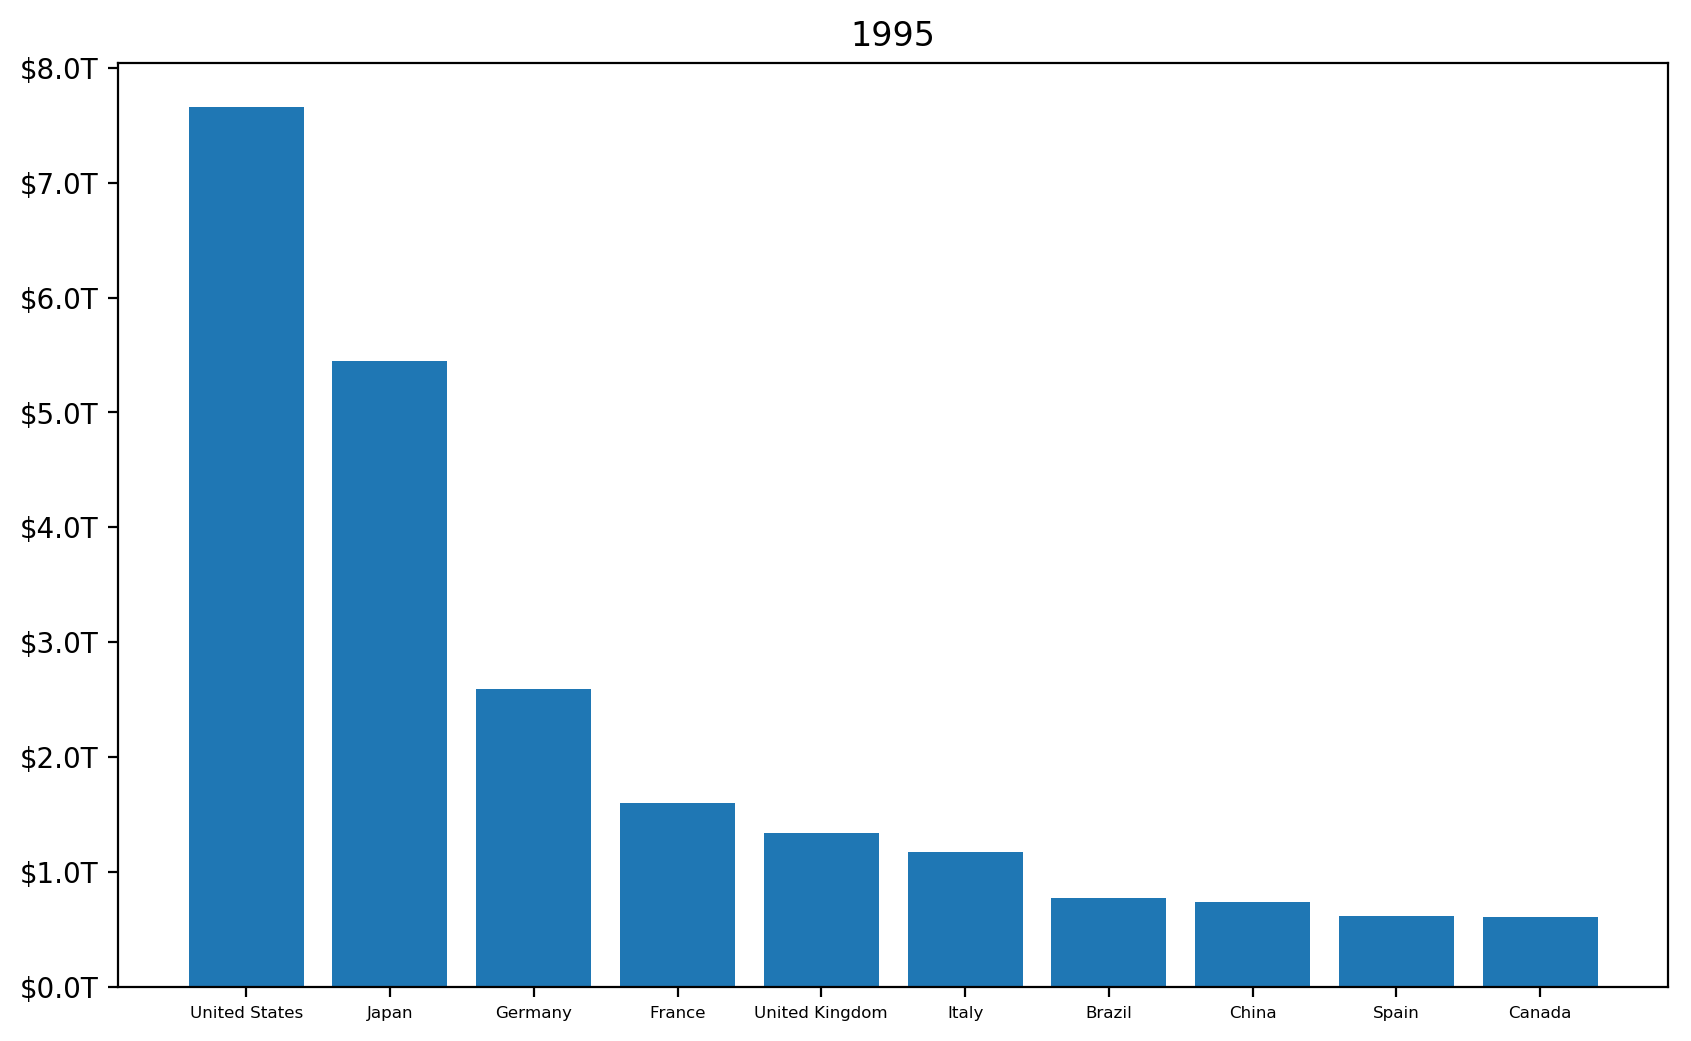 1995
$8.0T
$7.0T
$6.0T
$5.0T
$4.0T
$3.0T
$2.0T
$1.0T
$0.0T
United States Japan Germany France United Kingdom Italy Brazil China Spain Canada